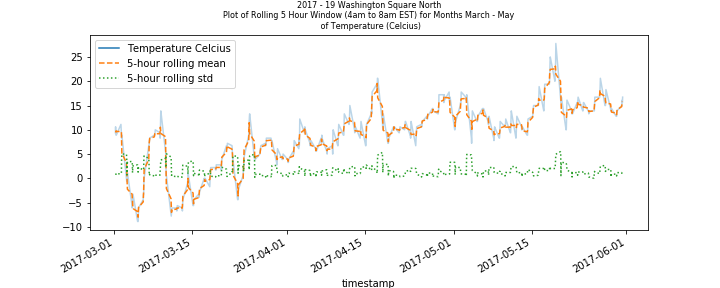 2017 - 19 Washington Square North
Plot of Rolling 5 Hour Window (4am to 8am EST) for Months March - May
of Temperature (Celcius)
Temperature Celcius
5-hour rolling mean
5-hour rolling std
25
20
15
10
5
0
−5
−10
2017-03-01
2017-03-15
2017-04-01
2017-04-15
2017-05-01
2017-05-15
2017-06-01
timestamp